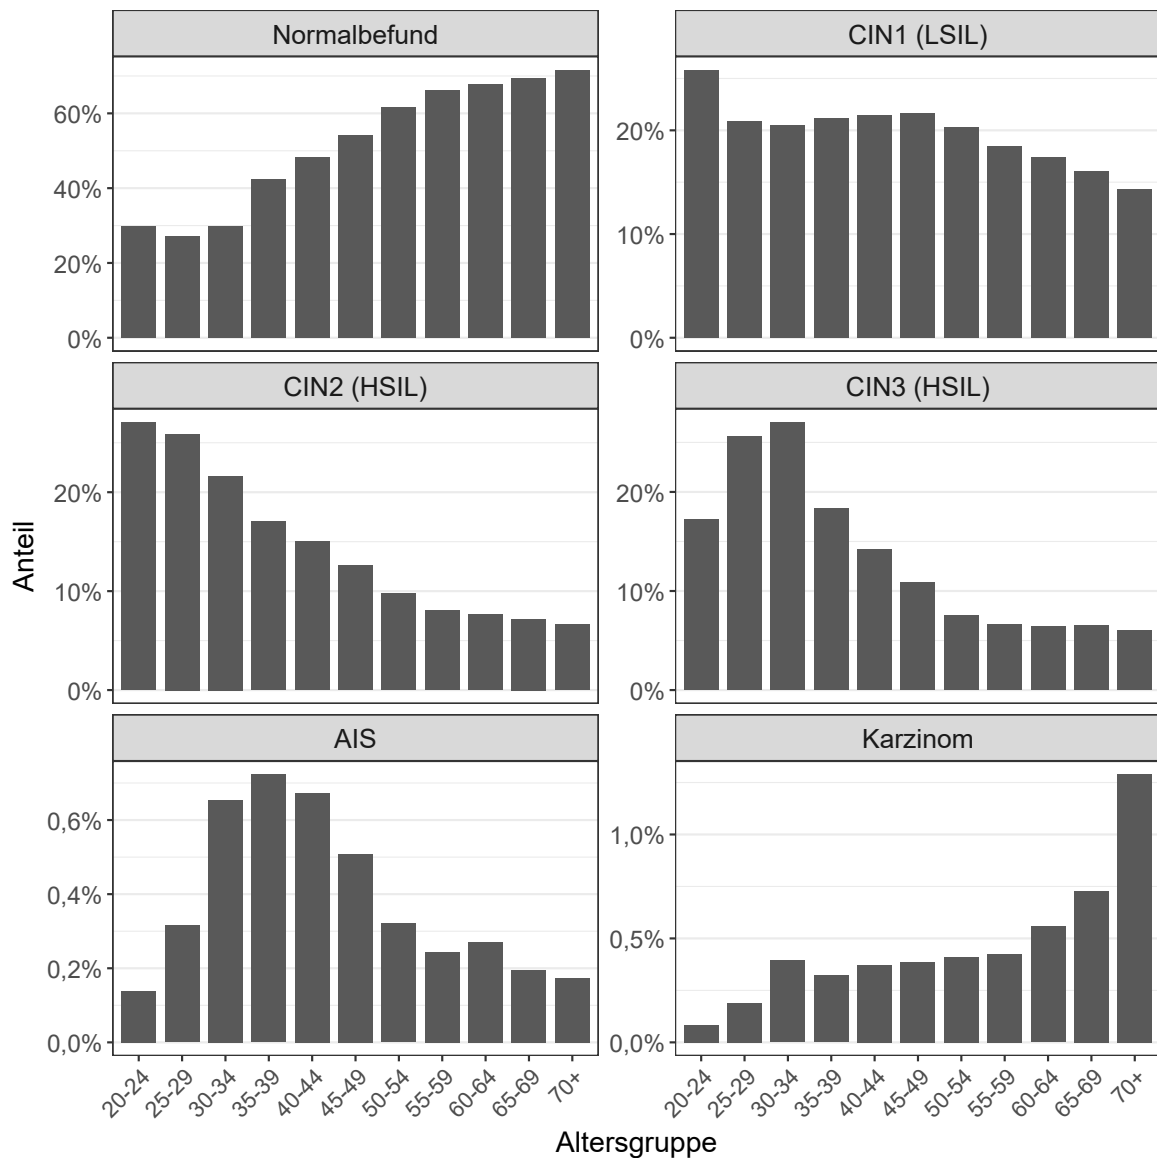 Normalbefund
CIN1 (LSIL)
60%
40%
20%
0%
20%
10%
0%
CIN2 (HSIL)
CIN3 (HSIL)
20%
10%
0%
20%
10%
0%
Anteil
AIS
Karzinom
0,6%
0,4%
0,2%
0,0%
1,0%
0,5%
0,0%
20-24 25-29 30-34 35-39 40-44 45-49 50-54 55-59 60-64 65-69 70+
20-24 25-29 30-34 35-39 40-44 45-49 50-54 55-59 60-64 65-69 70+
Altersgruppe